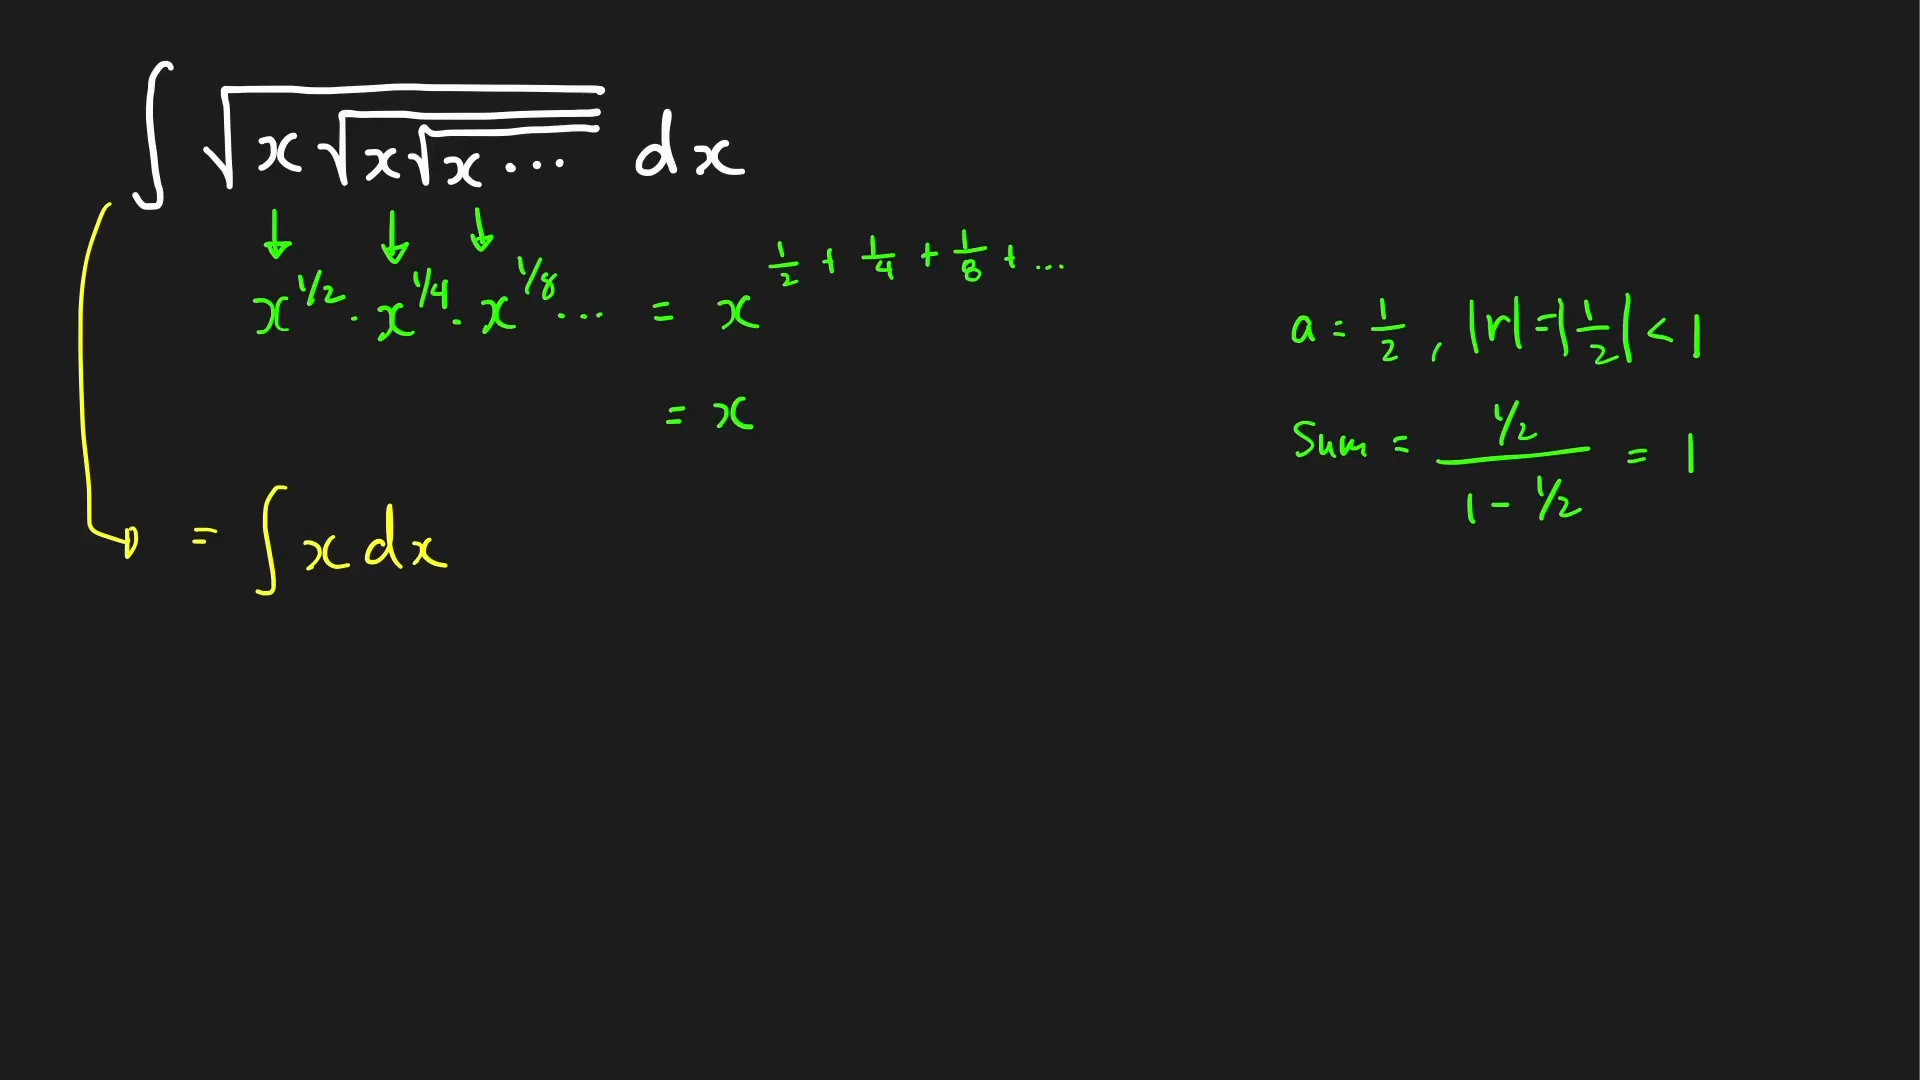 ∫ √(x√(x√(x ⋯))) dx
↓ ↓ ↓
x^(1/2) · x^(1/4) · x^(1/8) ⋯ = x^(1/2 + 1/4 + 1/8 + ⋯)
a = 1/2, |r| = |1/2| < 1
= x
Sum = (1/2)/(1 - 1/2) = 1
= ∫ x dx